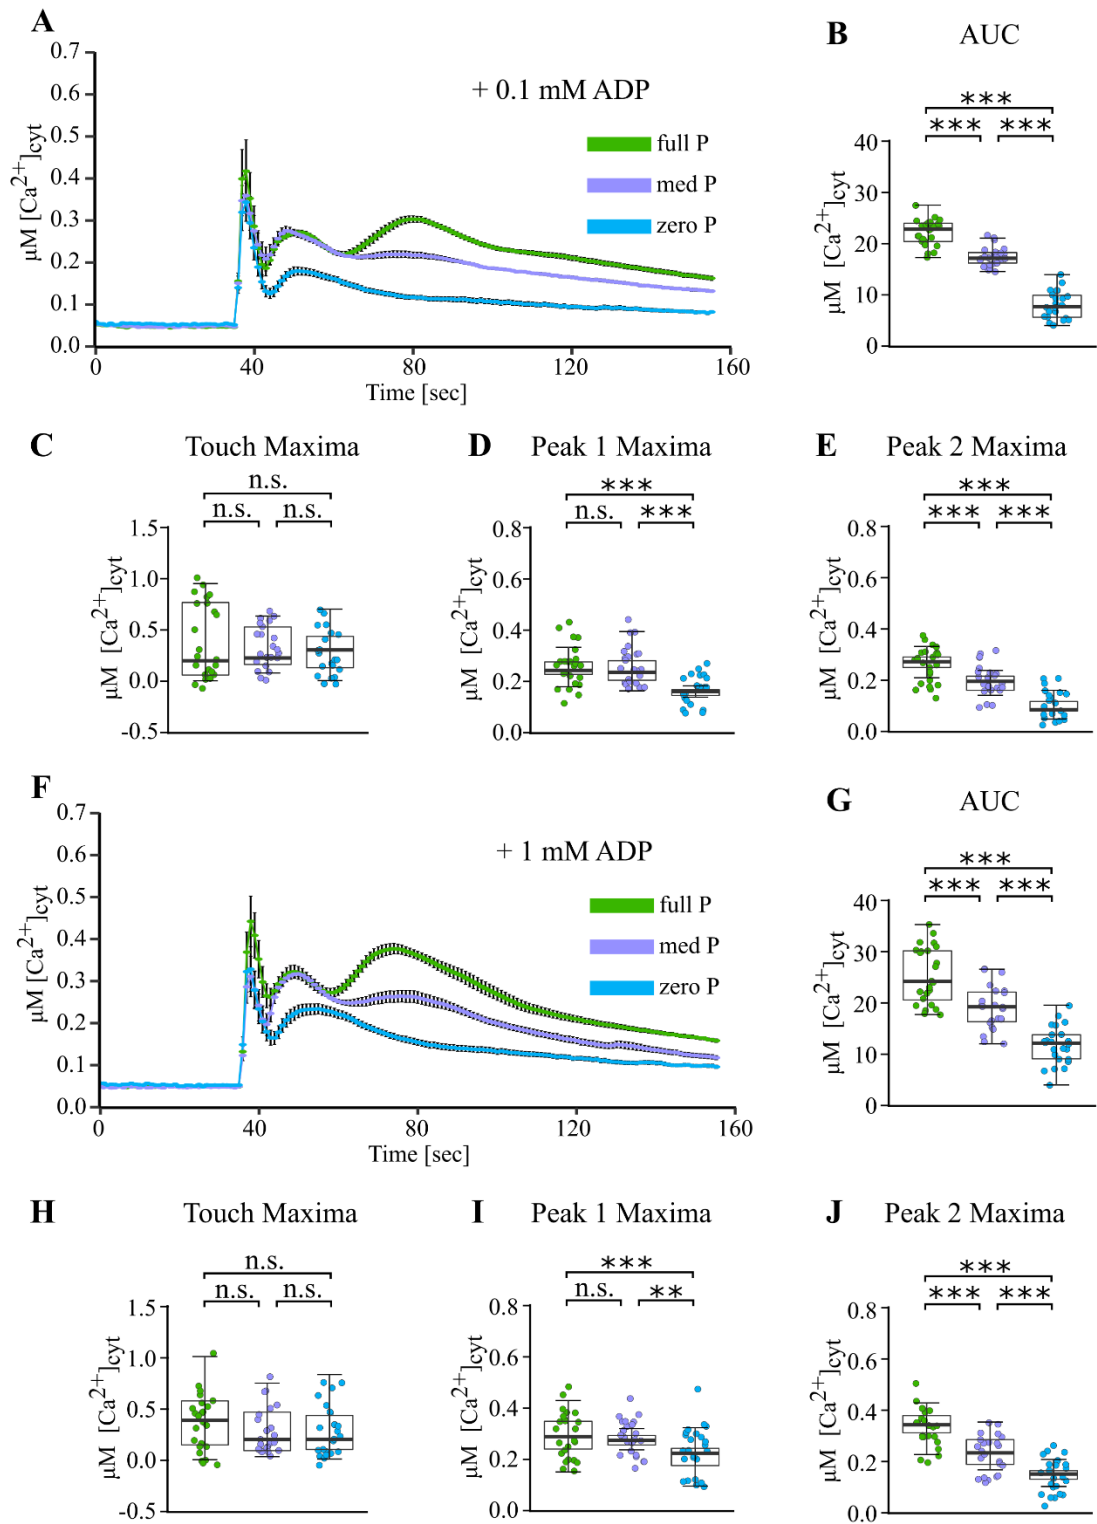 A
0.7
0.6
0.5
0.4
0.3
0.2
0.1
0.0
µM [Ca2+]cyt
+ 0.1 mM ADP
full P
med P
zero P
0 40 80 120 160
Time [sec]
B AUC
***
*** ***
40
30
20
10
0
µM [Ca2+]cyt
C Touch Maxima
n.s.
n.s. n.s.
1.5
1.0
0.5
0.0
-0.5
µM [Ca2+]cyt
D Peak 1 Maxima
***
n.s. ***
0.8
0.6
0.4
0.2
0.0
µM [Ca2+]cyt
E Peak 2 Maxima
***
*** ***
0.8
0.6
0.4
0.2
0.0
µM [Ca2+]cyt
F
0.7
0.6
0.5
0.4
0.3
0.2
0.1
0.0
µM [Ca2+]cyt
+ 1 mM ADP
full P
med P
zero P
0 40 80 120 160
Time [sec]
G AUC
***
*** ***
40
30
20
10
0
µM [Ca2+]cyt
H Touch Maxima
n.s.
n.s. n.s.
1.5
1.0
0.5
0.0
-0.5
µM [Ca2+]cyt
I Peak 1 Maxima
***
n.s. **
0.8
0.6
0.4
0.2
0.0
µM [Ca2+]cyt
J Peak 2 Maxima
***
*** ***
0.8
0.6
0.4
0.2
0.0
µM [Ca2+]cyt